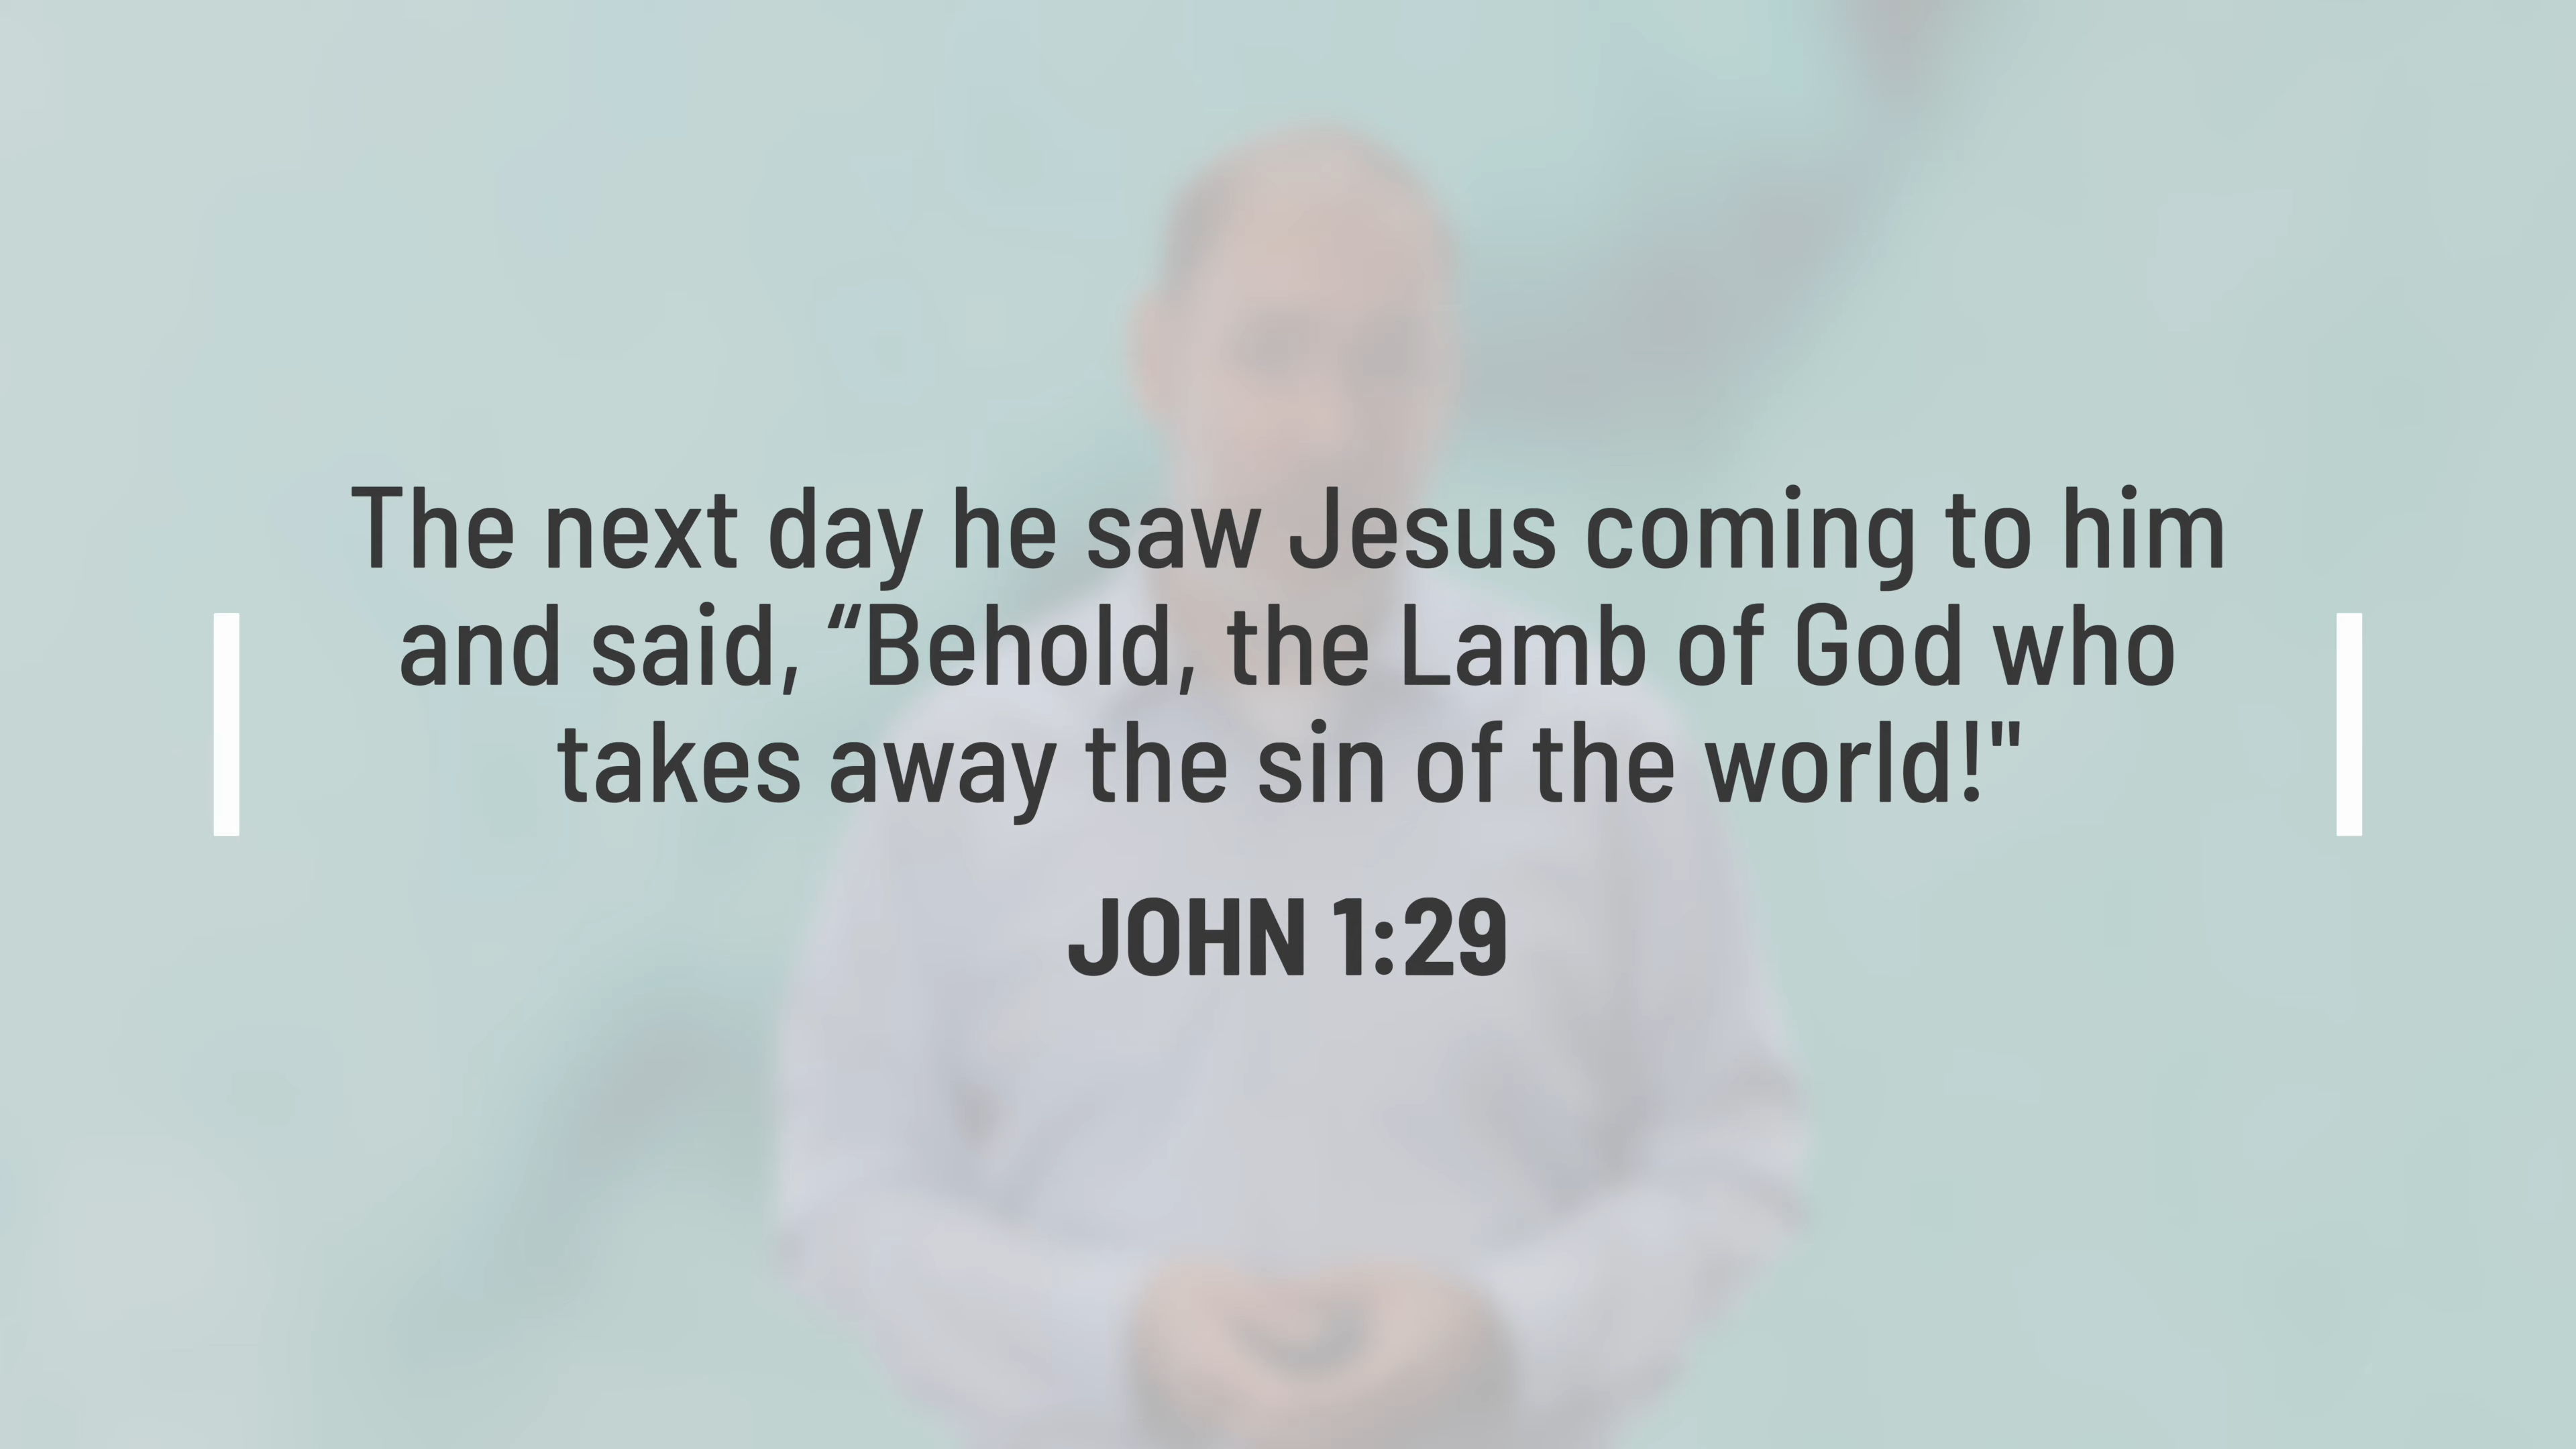 The next day he saw Jesus coming to him
and said, “Behold, the Lamb of God who
takes away the sin of the world!"
JOHN 1:29